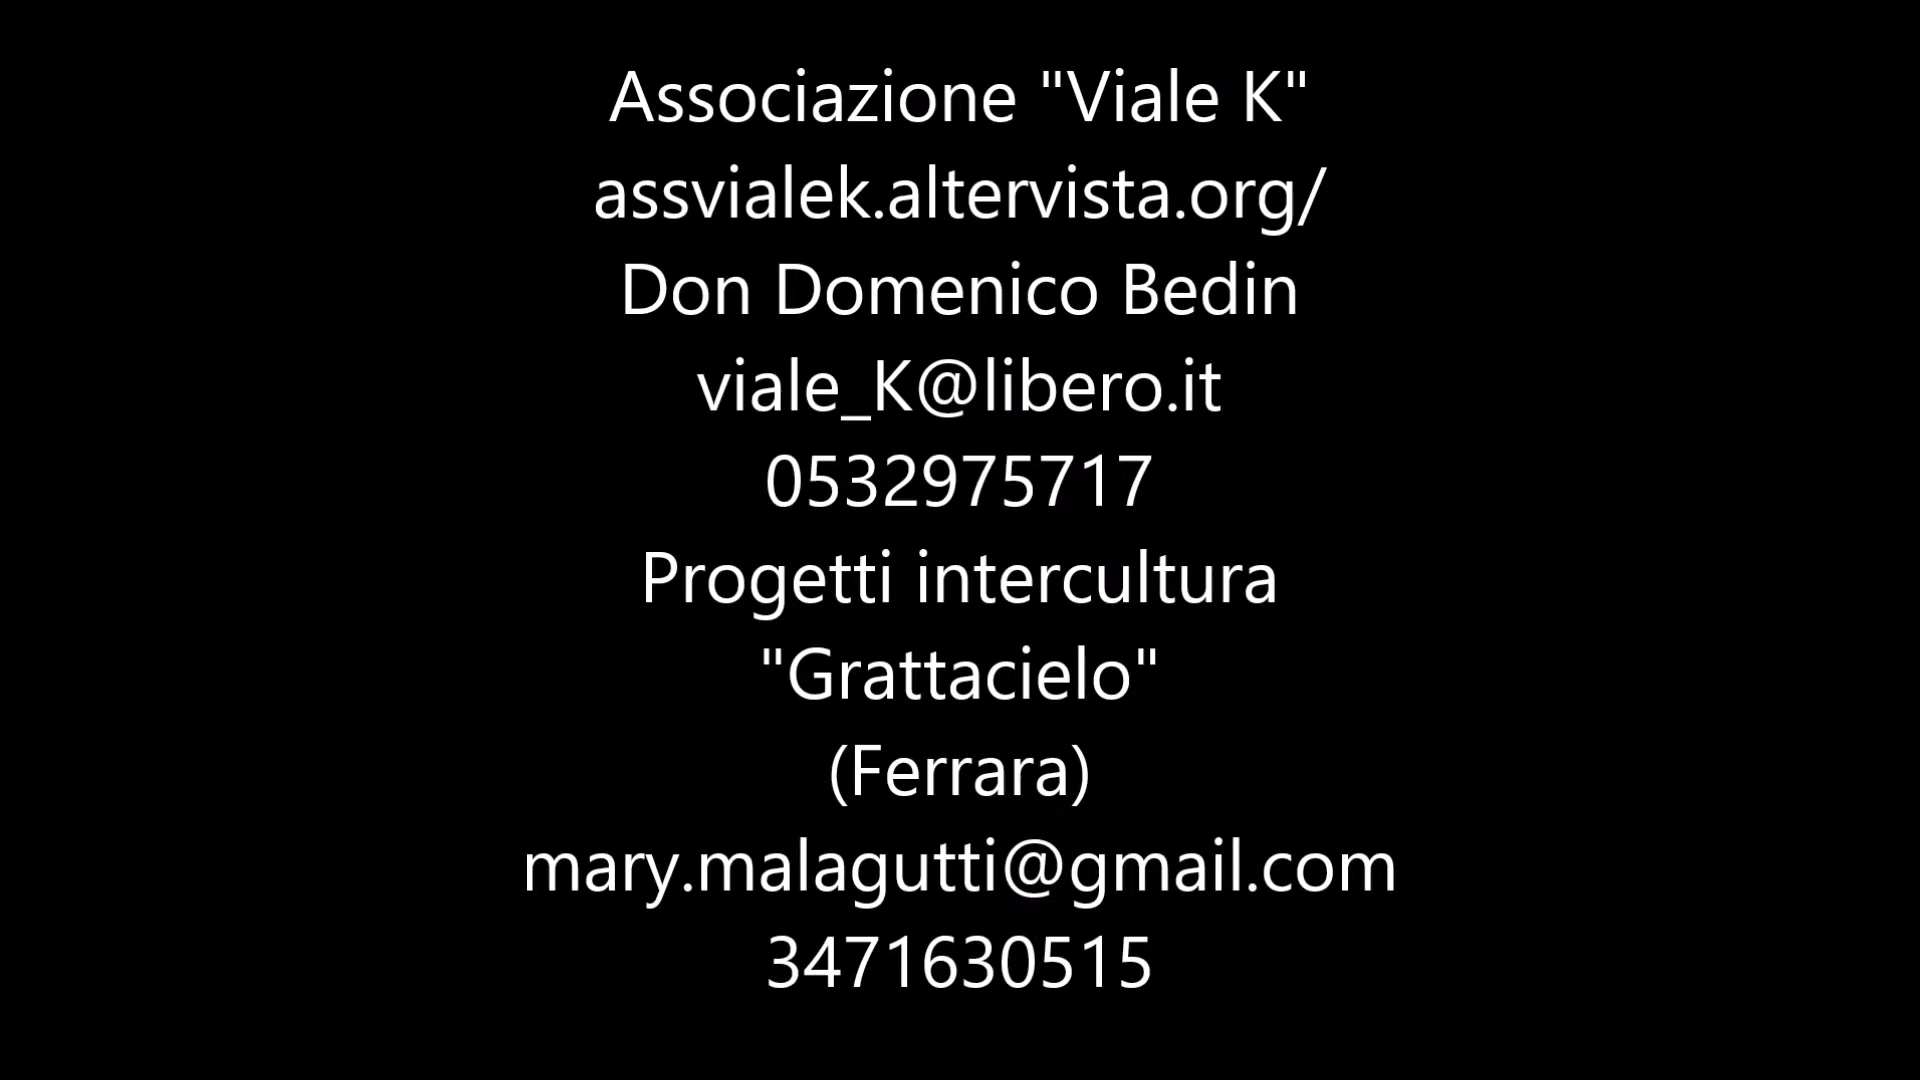 Associazione "Viale K"
assvialek.altervista.org/
Don Domenico Bedin
viale_K@libero.it
0532975717
Progetti intercultura
"Grattacielo"
(Ferrara)
mary.malagutti@gmail.com
3471630515